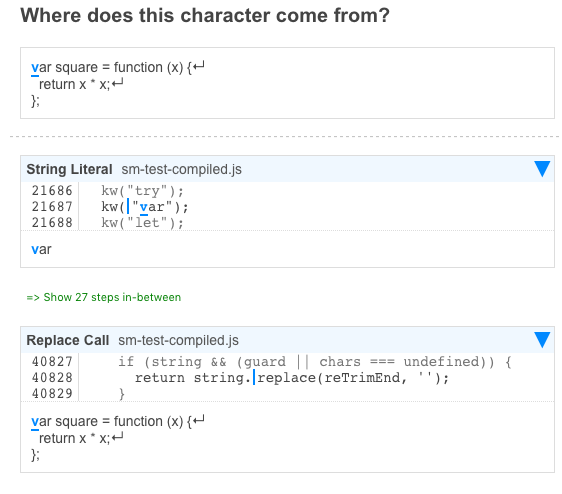 Where does this character come from?
var square = function (x) {↵
  return x * x;↵
};
String Literal sm-test-compiled.js
21686 kw("try");
21687 kw("var");
21688 kw("let");
var
=> Show 27 steps in-between
Replace Call sm-test-compiled.js
40827 if (string && (guard || chars === undefined)) {
40828 return string.replace(reTrimEnd, '');
40829 }
var square = function (x) {↵
  return x * x;↵
};